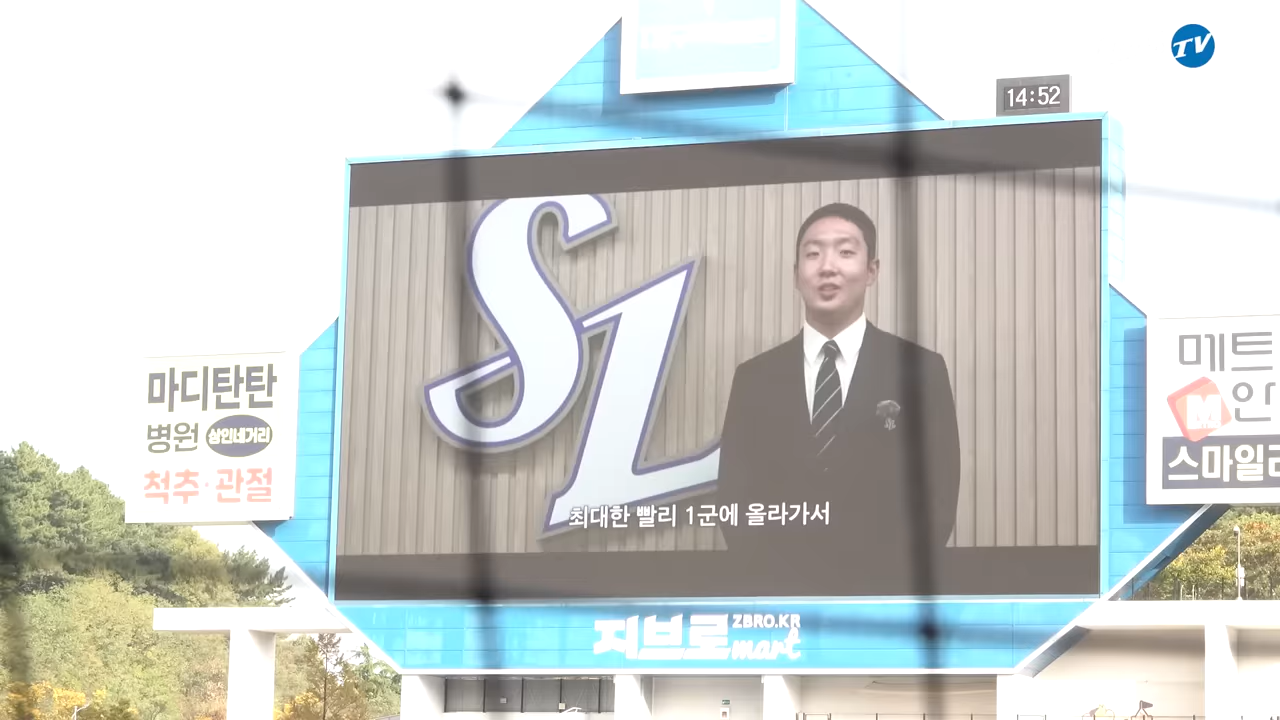 TV
14:52
SL
마디탄탄
병원 상인네거리
척추·관절
메트
M 안
스마일라
최대한 빨리 1군에 올라가서
지브로 ZBRO.KR
mart